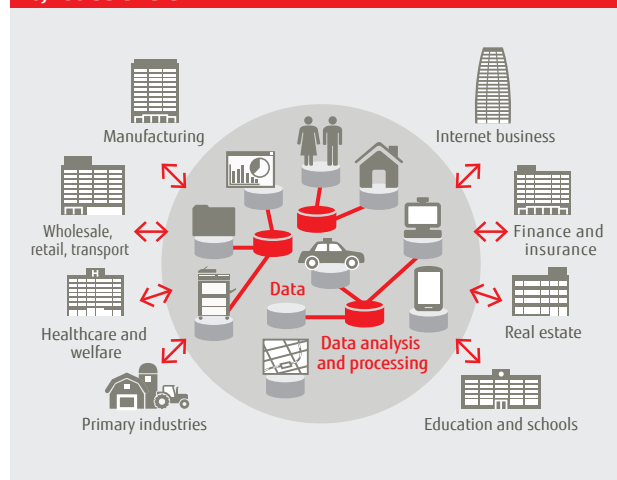 Manufacturing
Internet business
Wholesale,
retail, transport
Finance and
insurance
Data
Healthcare and
welfare
Real estate
Data analysis
and processing
Primary industries
Education and schools
H